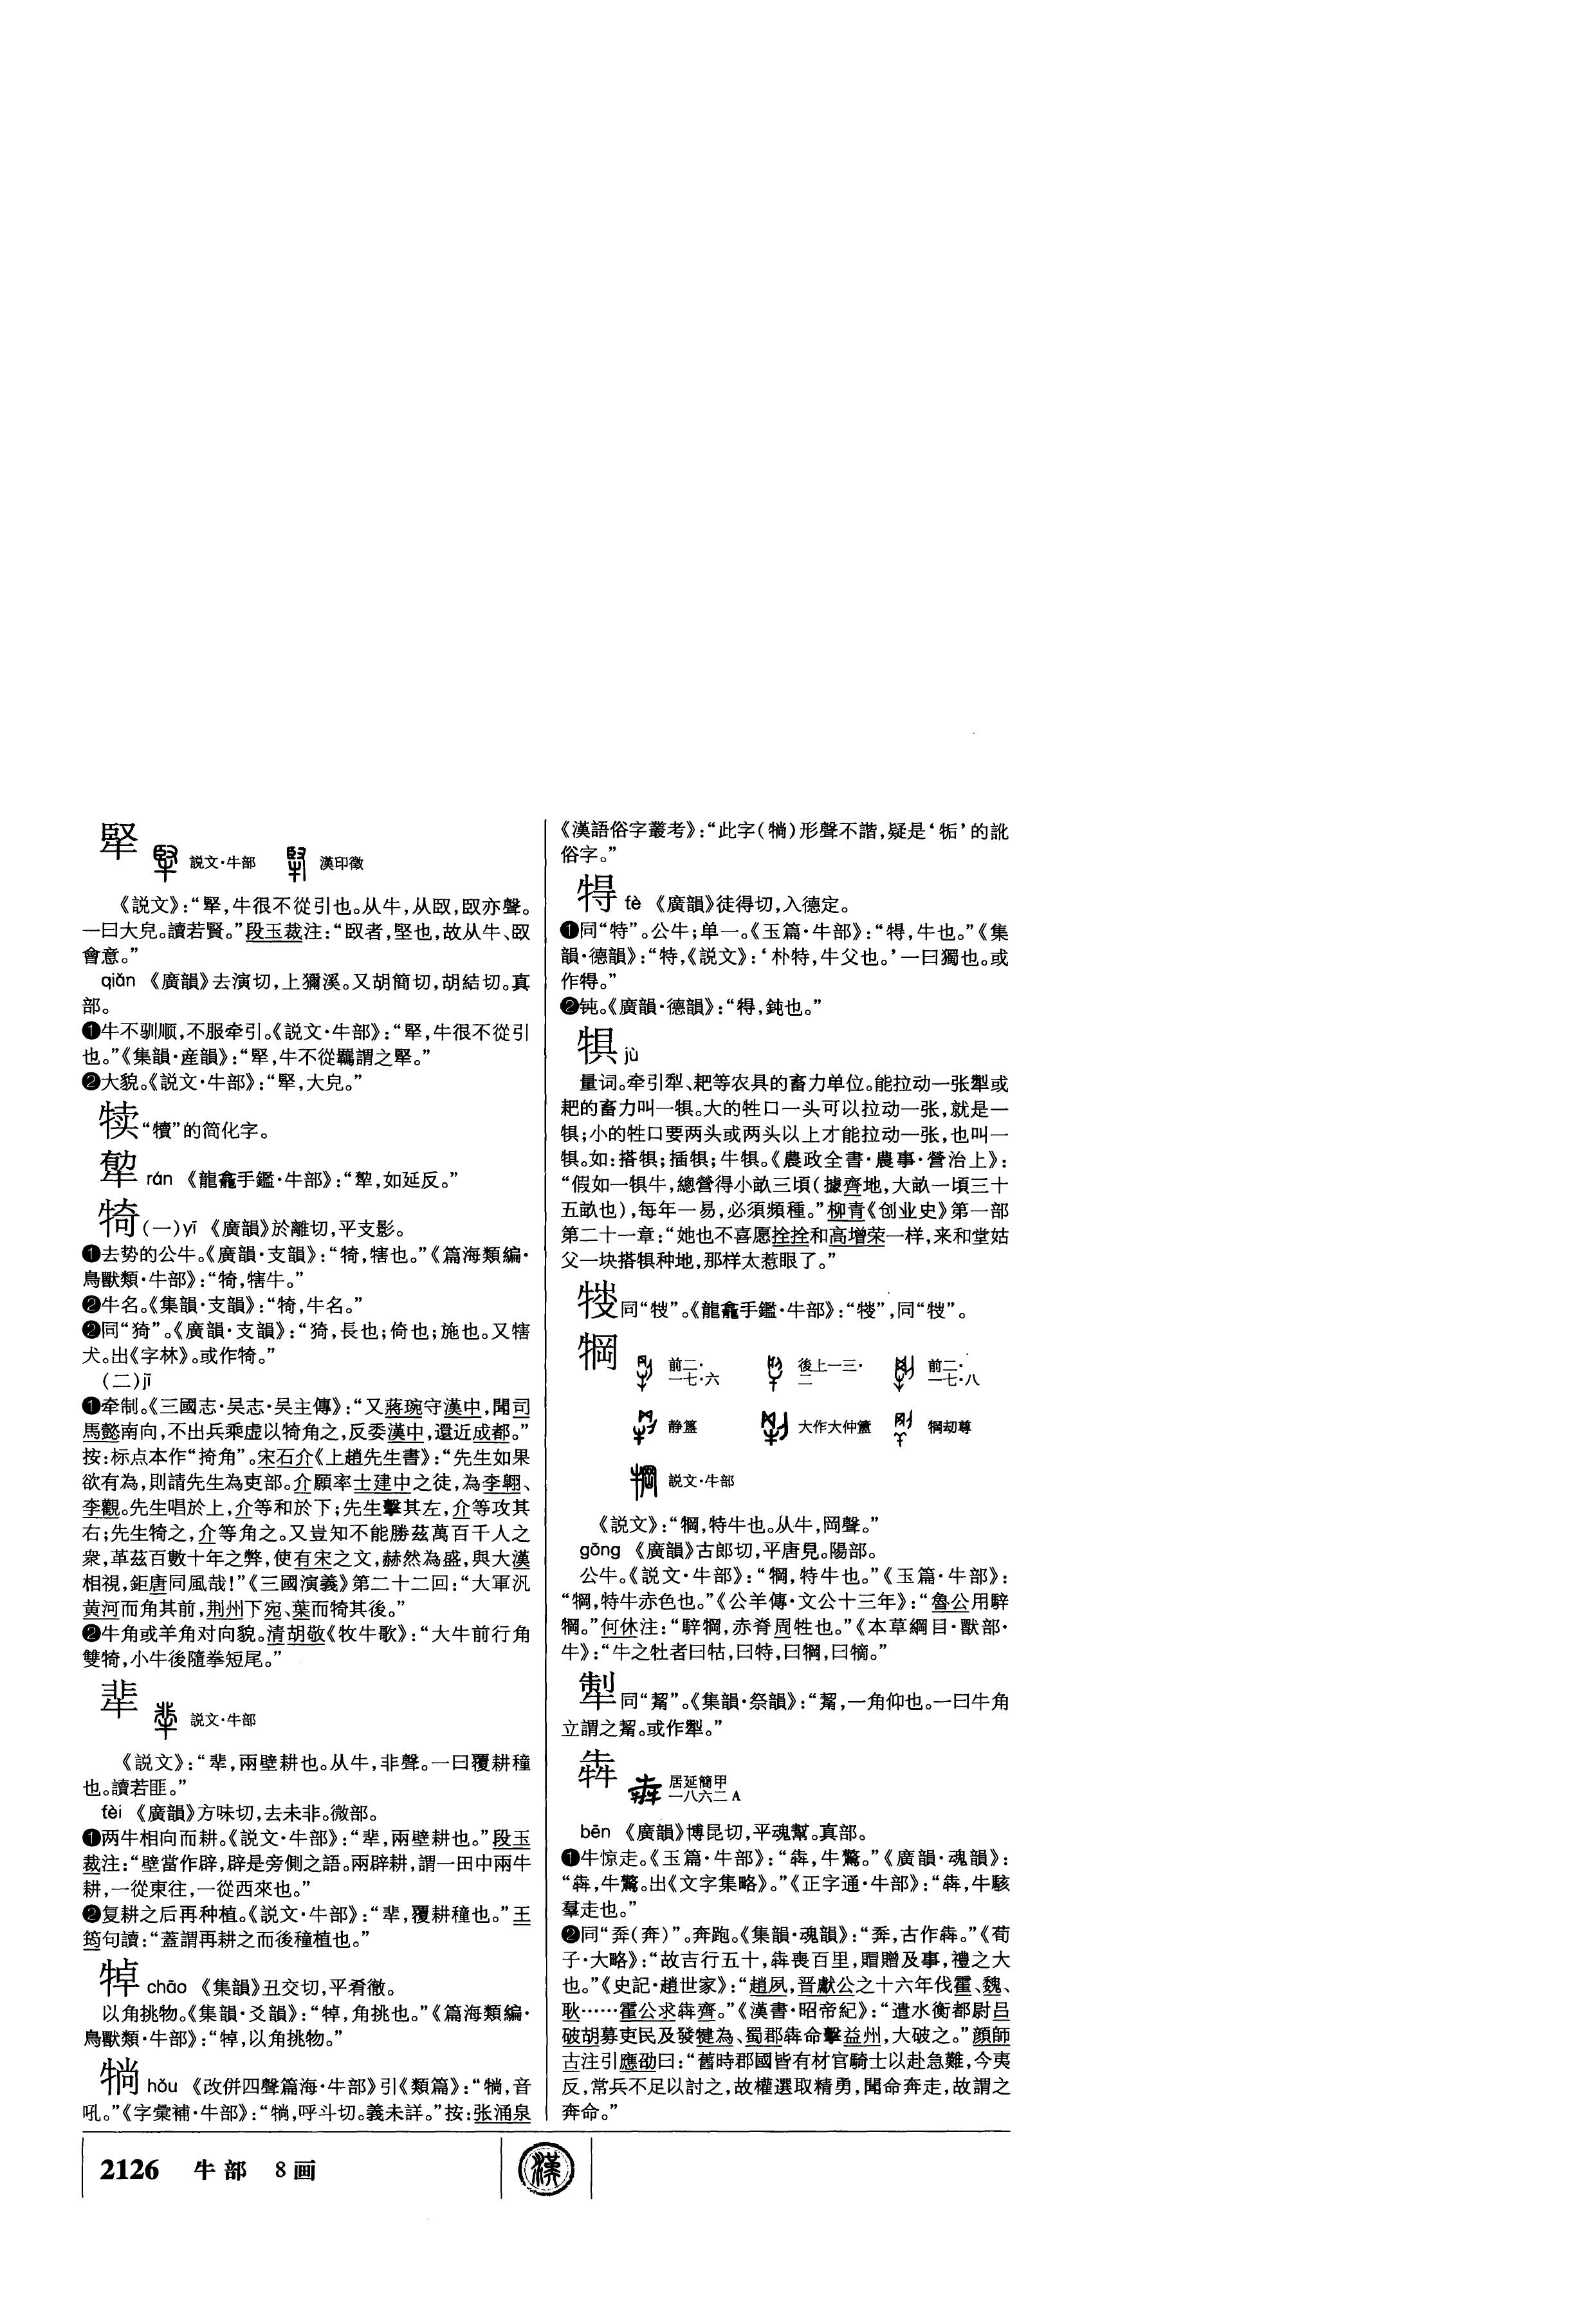 堅 説文·牛部 漢印徵
《説文》：“堅，牛很不從引也。从牛，从臤，臤亦聲。
一曰大皃。讀若賢。”段玉裁注：“臤者，堅也，故从牛、臤
會意。”
qiǎn 《廣韻》去演切，上獮溪。又胡簡切，胡結切。真
部。
❶牛不驯顺，不服牵引。《説文·牛部》：“㹂，牛很不從引
也。”《集韻·産韻》：“㹂，牛不從羈謂之㹂。”
❷大貌。《説文·牛部》：“㹂，大皃。”
犊“犢”的简化字。
rán 《龍龕手鑑·牛部》：“，如延反。”
犄(一)yī 《廣韻》於離切，平支影。
❶去势的公牛。《廣韻·支韻》：“犄，犗也。”《篇海類編·
鳥獸類·牛部》：“犄，犗牛。”
❷牛名。《集韻·支韻》：“犄，牛名。”
❷同“猗”。《廣韻·支韻》：“猗，長也；倚也；施也。又犗
犬。出《字林》。或作犄。”
(二)jī
❶牵制。《三國志·吴志·吴主傳》：“又蔣琬守漢中，聞司
馬懿南向，不出兵乘虚以犄角之，反委漢中，還近成都。”
按：标点本作“掎角”。宋石介《上趙先生書》：“先生如果
欲有為，則請先生為吏部。介願率士建中之徒，為李翱、
李觀。先生唱於上，介等和於下；先生擊其左，介等攻其
右；先生犄之，介等角之。又豈知不能勝茲萬百千人之
衆，革茲百數十年之弊，使有宋之文，赫然為盛，與大漢
相視，鉅唐同風哉！”《三國演義》第二十二回：“大軍汎
黄河而角其前，荆州下宛、葉而犄其後。”
❷牛角或羊角对向貌。清胡敬《牧牛歌》：“大牛前行角
雙犄，小牛後隨拳短尾。”
𤙂 説文·牛部
《説文》：“，兩壁耕也。从牛，非聲。一曰覆耕穜
也。讀若匪。”
fèi 《廣韻》方味切，去未非。微部。
❶两牛相向而耕。《説文·牛部》：“，兩壁耕也。”段玉
裁注：“壁當作辟，辟是旁側之語。兩辟耕，謂一田中兩牛
耕，一從東往，一從西來也。”
❷复耕之后再种植。《説文·牛部》：“，覆耕穜也。”王
筠句讀：“蓋謂再耕之而後穜植也。”
chāo 《集韻》丑交切，平肴徹。
以角挑物。《集韻·爻韻》：“，角挑也。”《篇海類編·
鳥獸類·牛部》：“，以角挑物。”
hǒu 《改併四聲篇海·牛部》引《類篇》：“，音
吼。”《字彙補·牛部》：“，呼斗切。義未詳。”按：张涌泉
《漢語俗字叢考》：“此字()形聲不諧，疑是‘㸸’的訛
俗字。”
tè 《廣韻》徒得切，入德定。
❶同“特”。公牛；单一。《玉篇·牛部》：“，牛也。”《集
韻·德韻》：“特，《説文》：‘朴特，牛父也。’一曰獨也。或
作。”
❷钝。《廣韻·德韻》：“，鈍也。”
犋 jù
量词。牵引犁、耙等农具的畜力单位。能拉动一张犁或
耙的畜力叫一犋。大的牲口一头可以拉动一张，就是一
犋；小的牲口要两头或两头以上才能拉动一张，也叫一
犋。如：搭犋；插犋；牛犋。《農政全書·農事·營治上》：
“假如一犋牛，總營得小畝三頃(據齊地，大畝一頃三十
五畝也)，每年一易，必須頻種。”柳青《创业史》第一部
第二十一章：“她也不喜愿拴拴和高增荣一样，来和堂姑
父一块搭犋种地，那样太惹眼了。”
同“”。《龍龕手鑑·牛部》：“”，同“”。
犅 前二·一七·六 後上一三·二 前二·一七·八
静簋 大作大仲簋 犅刧尊
説文·牛部
《説文》：“犅，特牛也。从牛，岡聲。”
gāng 《廣韻》古郎切，平唐見。陽部。
公牛。《説文·牛部》：“犅，特牛也。”《玉篇·牛部》：
“犅，特牛赤色也。”《公羊傳·文公十三年》：“魯公用騂
犅。”何休注：“騂犅，赤脊周牲也。”《本草綱目·獸部·
牛》：“牛之牡者曰牯，曰特，曰犅，曰㹍。”
犎同“觢”。《集韻·祭韻》：“觢，一角仰也。一曰牛角
立謂之觢。或作。”
犇 居延簡甲一八六二A
bēn 《廣韻》博昆切，平魂幫。真部。
❶牛惊走。《玉篇·牛部》：“犇，牛驚。”《廣韻·魂韻》：
“犇，牛驚。出《文字集略》。”《正字通·牛部》：“犇，牛駭
羣走也。”
❷同“奔(奔)”。奔跑。《集韻·魂韻》：“奔，古作犇。”《荀
子·大略》：“故吉行五十，犇喪百里，賵贈及事，禮之大
也。”《史記·趙世家》：“趙夙，晋獻公之十六年伐霍、魏、
耿……霍公求犇齊。”《漢書·昭帝紀》：“遣水衡都尉吕
破胡募吏民及發犍為、蜀郡犇命擊益州，大破之。”顔師
古注引應劭曰：“舊時郡國皆有材官騎士以赴急難，今夷
反，常兵不足以討之，故權選取精勇，聞命奔走，故謂之
奔命。”
2126 牛部 8画 漢